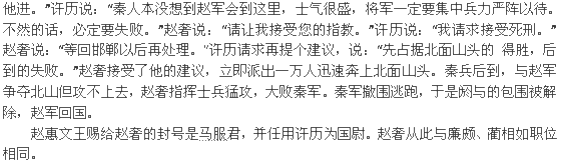 他进。”许历说：“秦人本没想到赵军会到这里，士气很盛，将军一定要集中兵力严阵以待。
不然的话，必定要失败。”赵奢说：“请让我接受您的指教。”许历说：“我请求接受死刑。”
赵奢说：“等回邯郸以后再处理。”许历请求再提个建议，说：“先占据北面山头的 得胜，后
到的失败。”赵奢接受了他的建议，立即派出一万人迅速奔上北面山头。秦兵后到，与赵军
争夺北山但攻不上去，赵奢指挥士兵猛攻，大败秦军。秦军撤围逃跑，于是阏与的包围被解
除，赵军回国。
赵惠文王赐给赵奢的封号是马服君，并任用许历为国尉。赵奢从此与廉颇、蔺相如职位
相同。